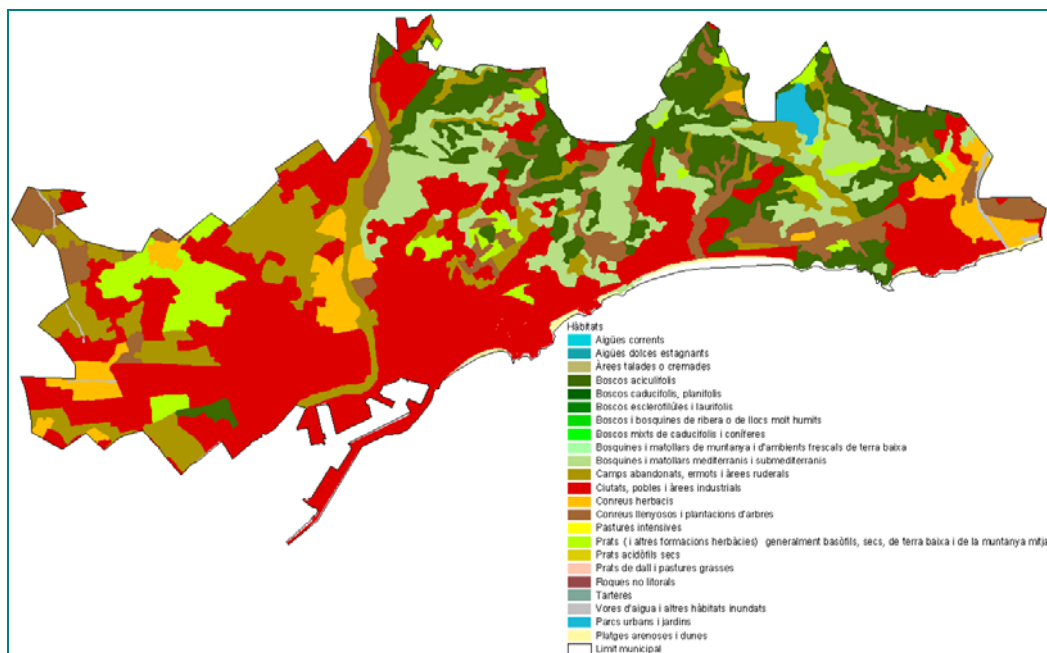 Hàbitats
Aigües corrents
Aigües dolces estagnants
Àrees talades o cremades
Boscos aciculifolis
Boscos caducifolis, planifolis
Boscos esclerofil·les i laurifolis
Boscos i bosquines de ribera o de llocs molt humits
Boscos mixts de caducifolis i coníferes
Bosquines i matollars de muntanya i d'ambients frescals de terra baixa
Bosquines i matollars mediterranis i submediterranis
Camps abandonats, ermots i àrees ruderals
Ciutats, pobles i àrees industrials
Conreus herbacis
Conreus llenyosos i plantacions d'arbres
Pastures intensives
Prats ( i altres formacions herbàcies) generalment basòfils, secs, de terra baixa i de la muntanya mitja
Prats acidòfils secs
Prats de dall i pastures grasses
Roques no litorals
Tarteres
Vores d'aigua i altres hàbitats inundats
Parcs urbans i jardins
Platges arenoses i dunes
Limit municipal